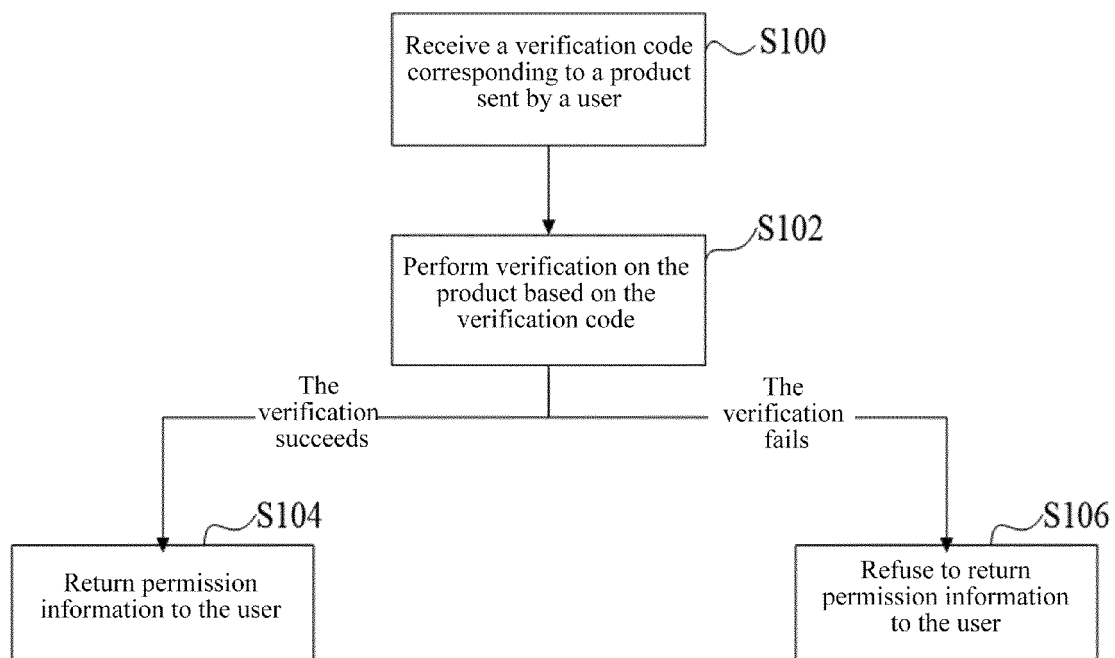 Receive a verification code
corresponding to a product
sent by a user
S100
S102
Perform verification on the
product based on the
verification code
The
verification
succeeds
The
verification
fails
S104
Return permission
information to the user
S106
Refuse to return
permission information
to the user